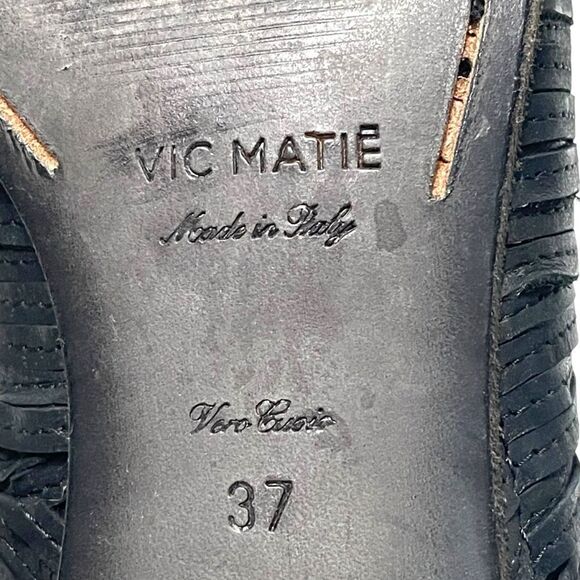 VIC MATIĒ
Made in Italy
Vero Cuoio
37